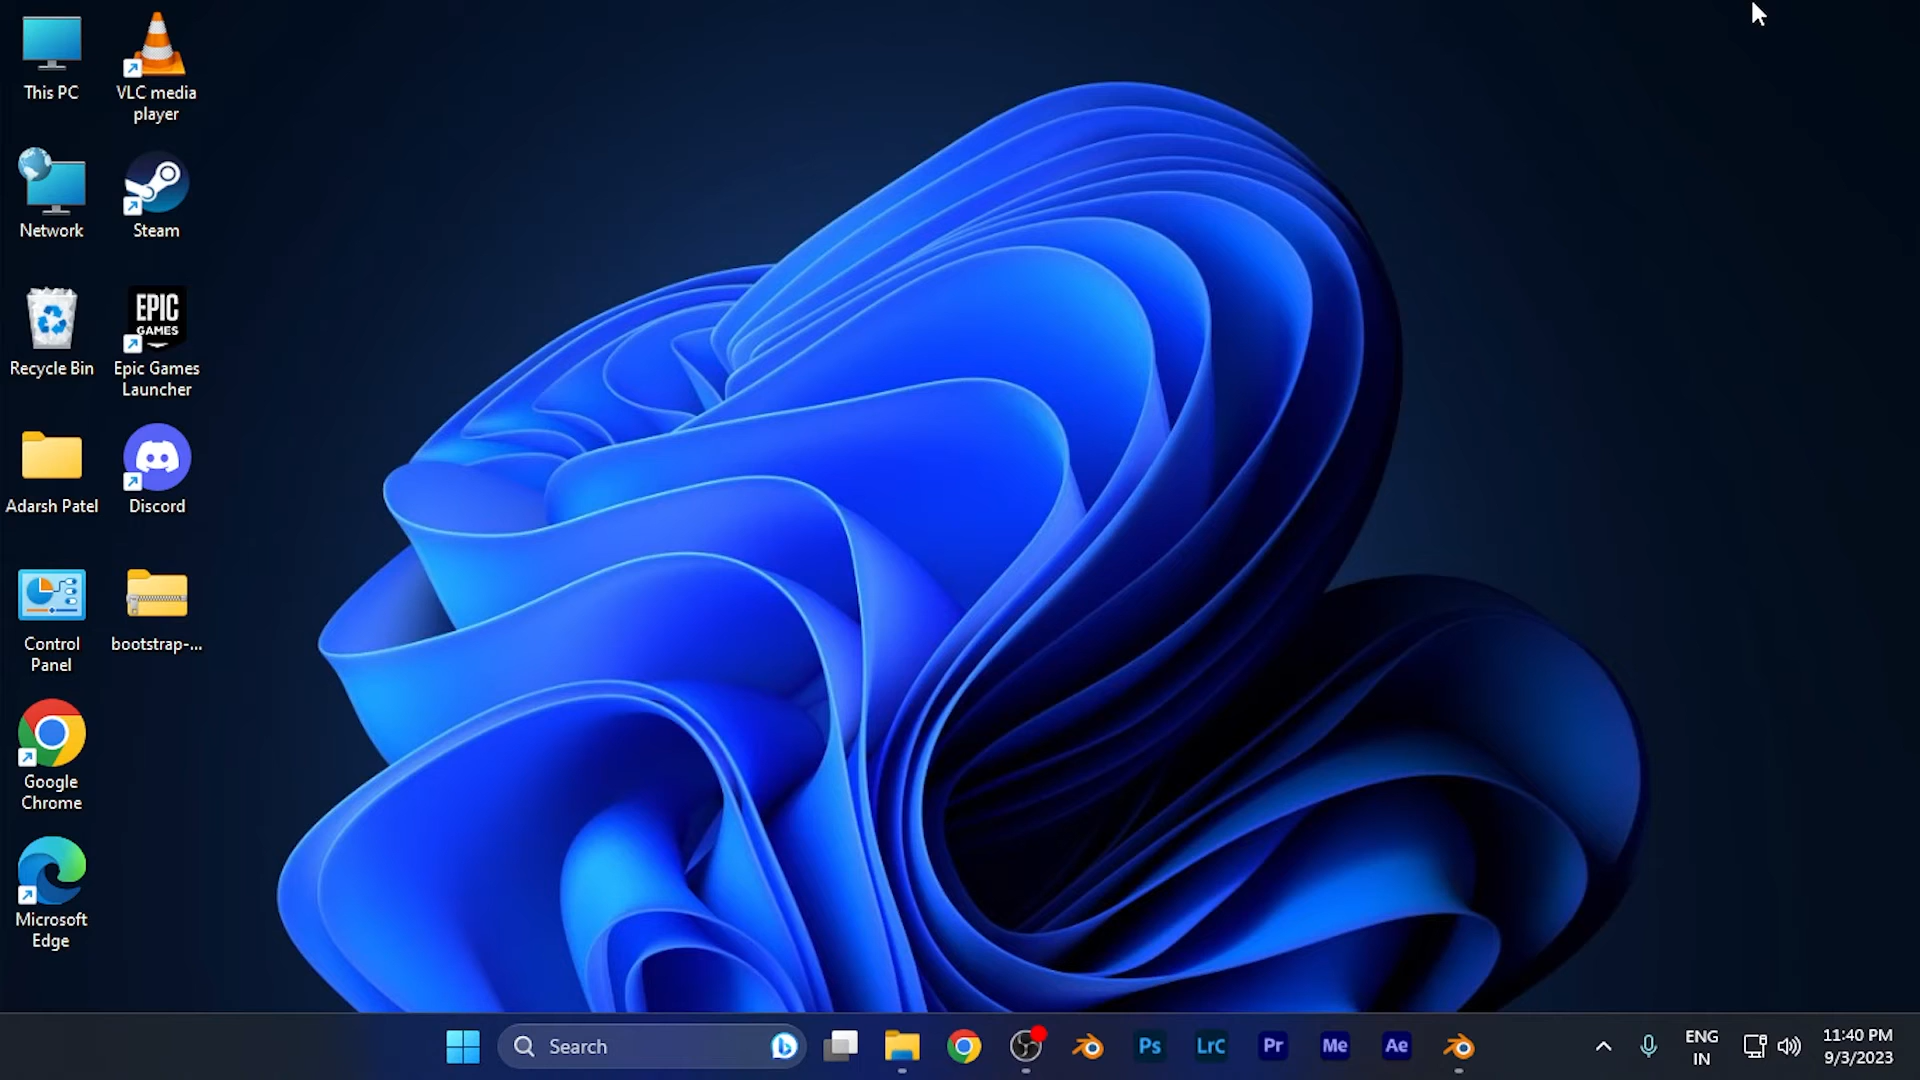 This PC
VLC media
player
Network
Steam
Recycle Bin
EPIC
GAMES
Epic Games
Launcher
Adarsh Patel
Discord
Control
Panel
bootstrap-...
Google
Chrome
Microsoft
Edge
Search
Ps
LrC
Pr
Me
Ae
ENG
IN
11:40 PM
9/3/2023